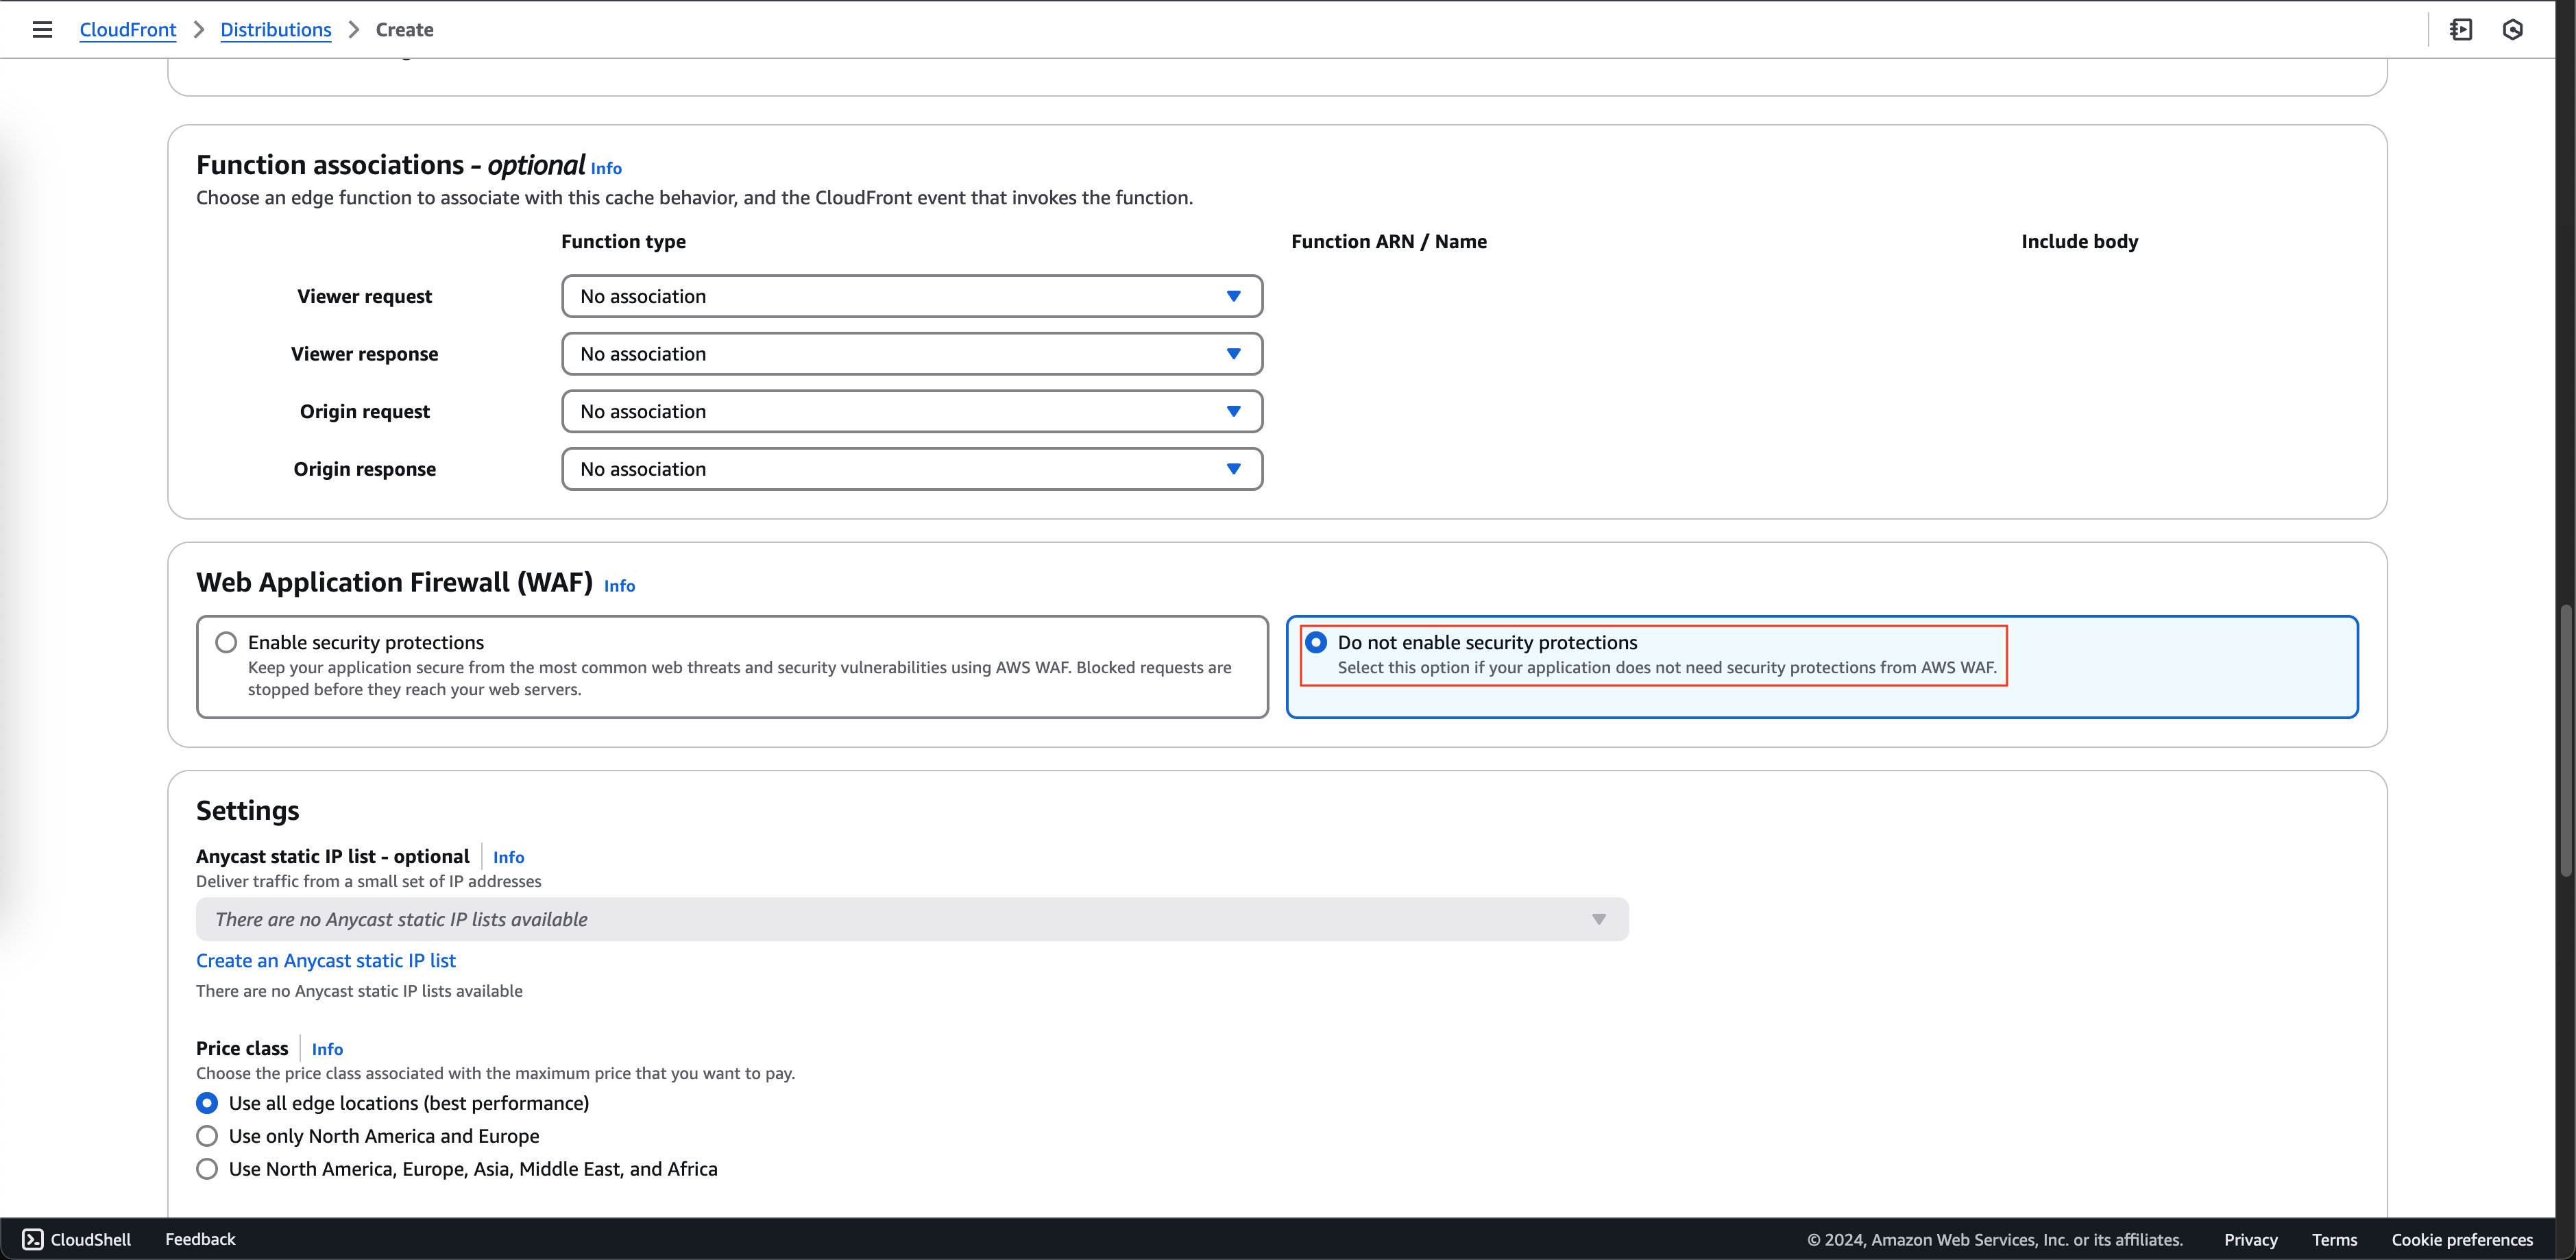 CloudFront > Distributions > Create
Function associations - optional Info
Choose an edge function to associate with this cache behavior, and the CloudFront event that invokes the function.
Function type Function ARN / Name Include body
Viewer request No association
Viewer response No association
Origin request No association
Origin response No association
Web Application Firewall (WAF) Info
Enable security protections
Keep your application secure from the most common web threats and security vulnerabilities using AWS WAF. Blocked requests are
stopped before they reach your web servers.
Do not enable security protections
Select this option if your application does not need security protections from AWS WAF.
Settings
Anycast static IP list - optional Info
Deliver traffic from a small set of IP addresses
There are no Anycast static IP lists available
Create an Anycast static IP list
There are no Anycast static IP lists available
Price class Info
Choose the price class associated with the maximum price that you want to pay.
Use all edge locations (best performance)
Use only North America and Europe
Use North America, Europe, Asia, Middle East, and Africa
CloudShell Feedback © 2024, Amazon Web Services, Inc. or its affiliates. Privacy Terms Cookie preferences